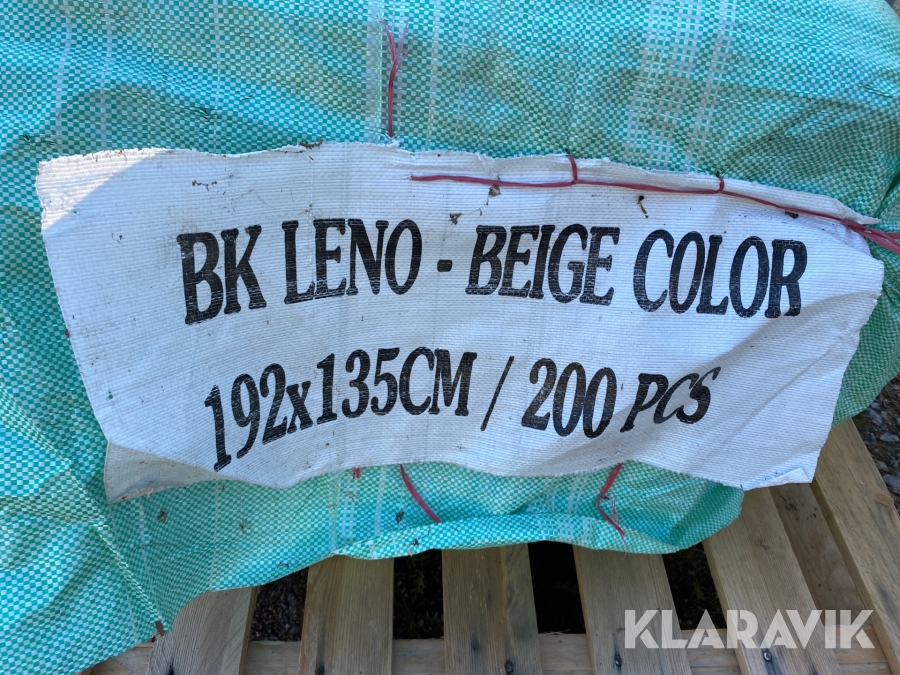 BK LENO - BEIGE COLOR
192x135CM / 200 PCS
KLARAVIK